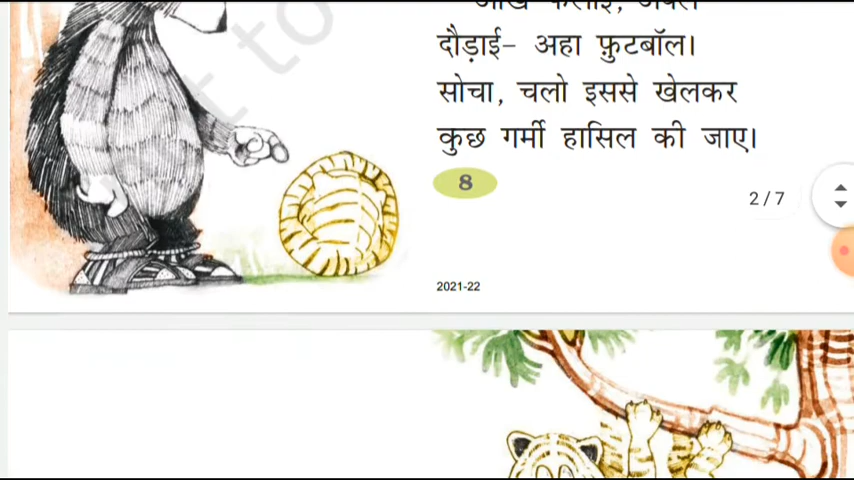 दौड़ाई– अहा फ़ुटबॉल।
सोचा, चलो इससे खेलकर
कुछ गर्मी हासिल की जाए।
8
2 / 7
2021-22